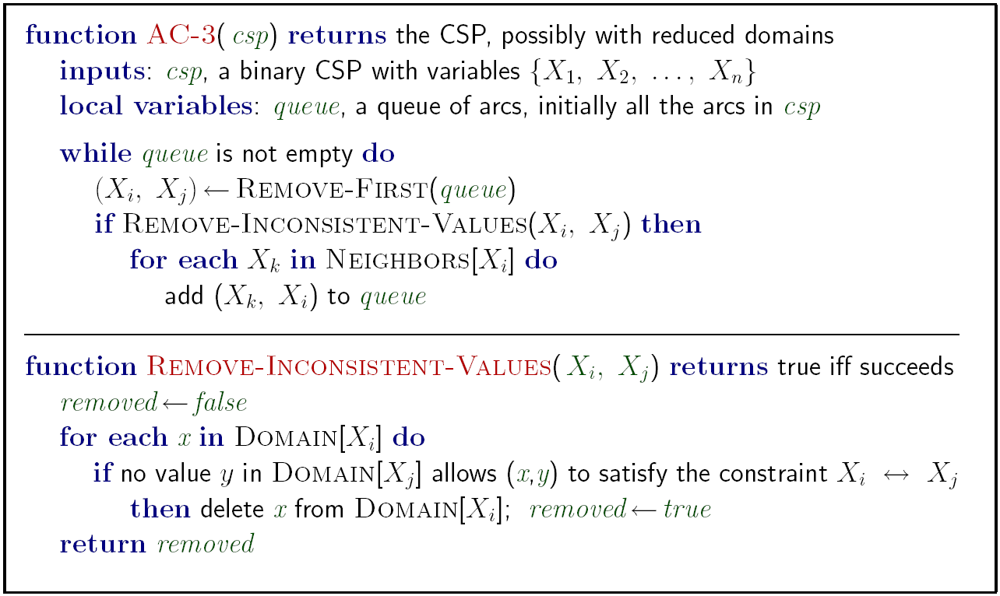 function AC-3( csp) returns the CSP, possibly with reduced domains
inputs: csp, a binary CSP with variables {X₁, X₂, ..., Xₙ}
local variables: queue, a queue of arcs, initially all the arcs in csp
while queue is not empty do
(Xᵢ, Xⱼ) ← REMOVE-FIRST(queue)
if REMOVE-INCONSISTENT-VALUES(Xᵢ, Xⱼ) then
for each Xₖ in NEIGHBORS[Xᵢ] do
add (Xₖ, Xᵢ) to queue
function REMOVE-INCONSISTENT-VALUES( Xᵢ, Xⱼ) returns true iff succeeds
removed ← false
for each x in DOMAIN[Xᵢ] do
if no value y in DOMAIN[Xⱼ] allows (x,y) to satisfy the constraint Xᵢ ↔ Xⱼ
then delete x from DOMAIN[Xᵢ]; removed ← true
return removed